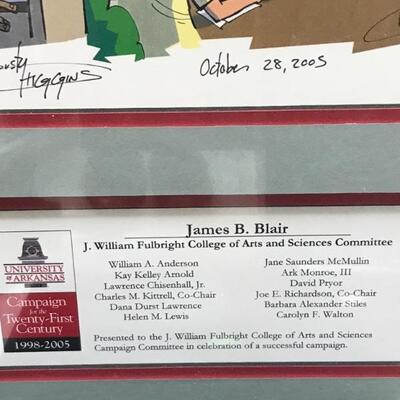 HIGGINS
October 28, 2005
James B. Blair
J. William Fulbright College of Arts and Sciences Committee
William A. Anderson
Kay Kelley Arnold
Lawrence Chisenhall, Jr.
Charles M. Kittrell, Co-Chair
Dana Durst Lawrence
Helen M. Lewis
Jane Saunders McMullin
Ark Monroe, III
David Pryor
Joe E. Richardson, Co-Chair
Barbara Alexander Stiles
Carolyn F. Walton
Presented to the J. William Fulbright College of Arts and Sciences
Campaign Committee in celebration of a successful campaign.
UNIVERSITY
OF ARKANSAS
Campaign
for the
Twenty-First
Century
1998-2005